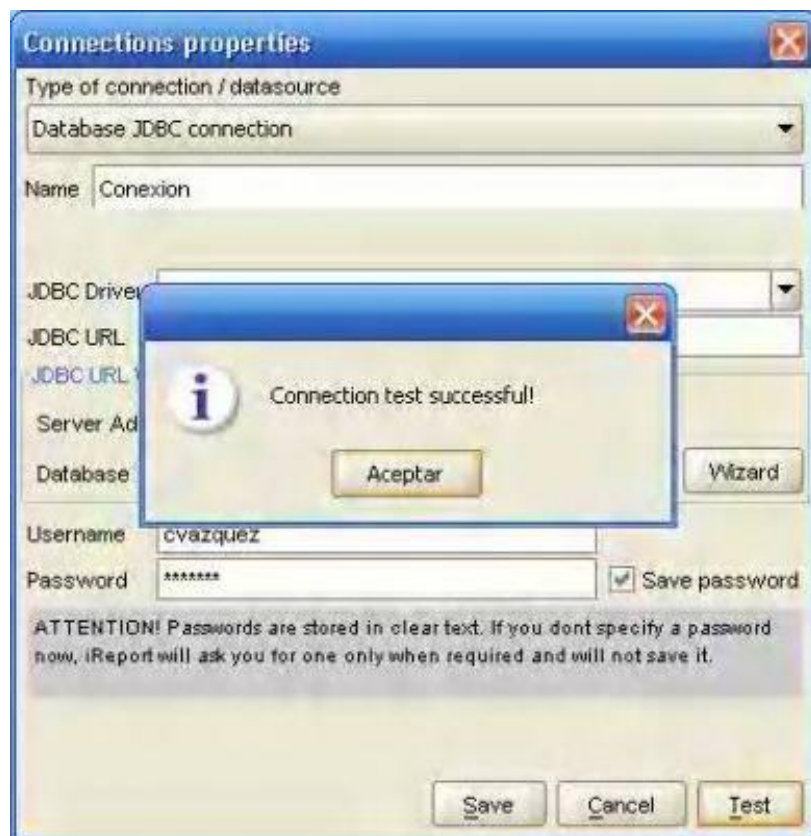 Connections properties
Type of connection / datasource
Database JDBC connection
Name Conexion
JDBC Driver
JDBC URL
JDBC URL
Server Ad
Connection test successful!
Database
Aceptar
Wizard
Username cvazquez
Password *******
Save password
ATTENTION! Passwords are stored in clear text. If you dont specify a password
now, iReport will ask you for one only when required and will not save it.
Save Cancel Test